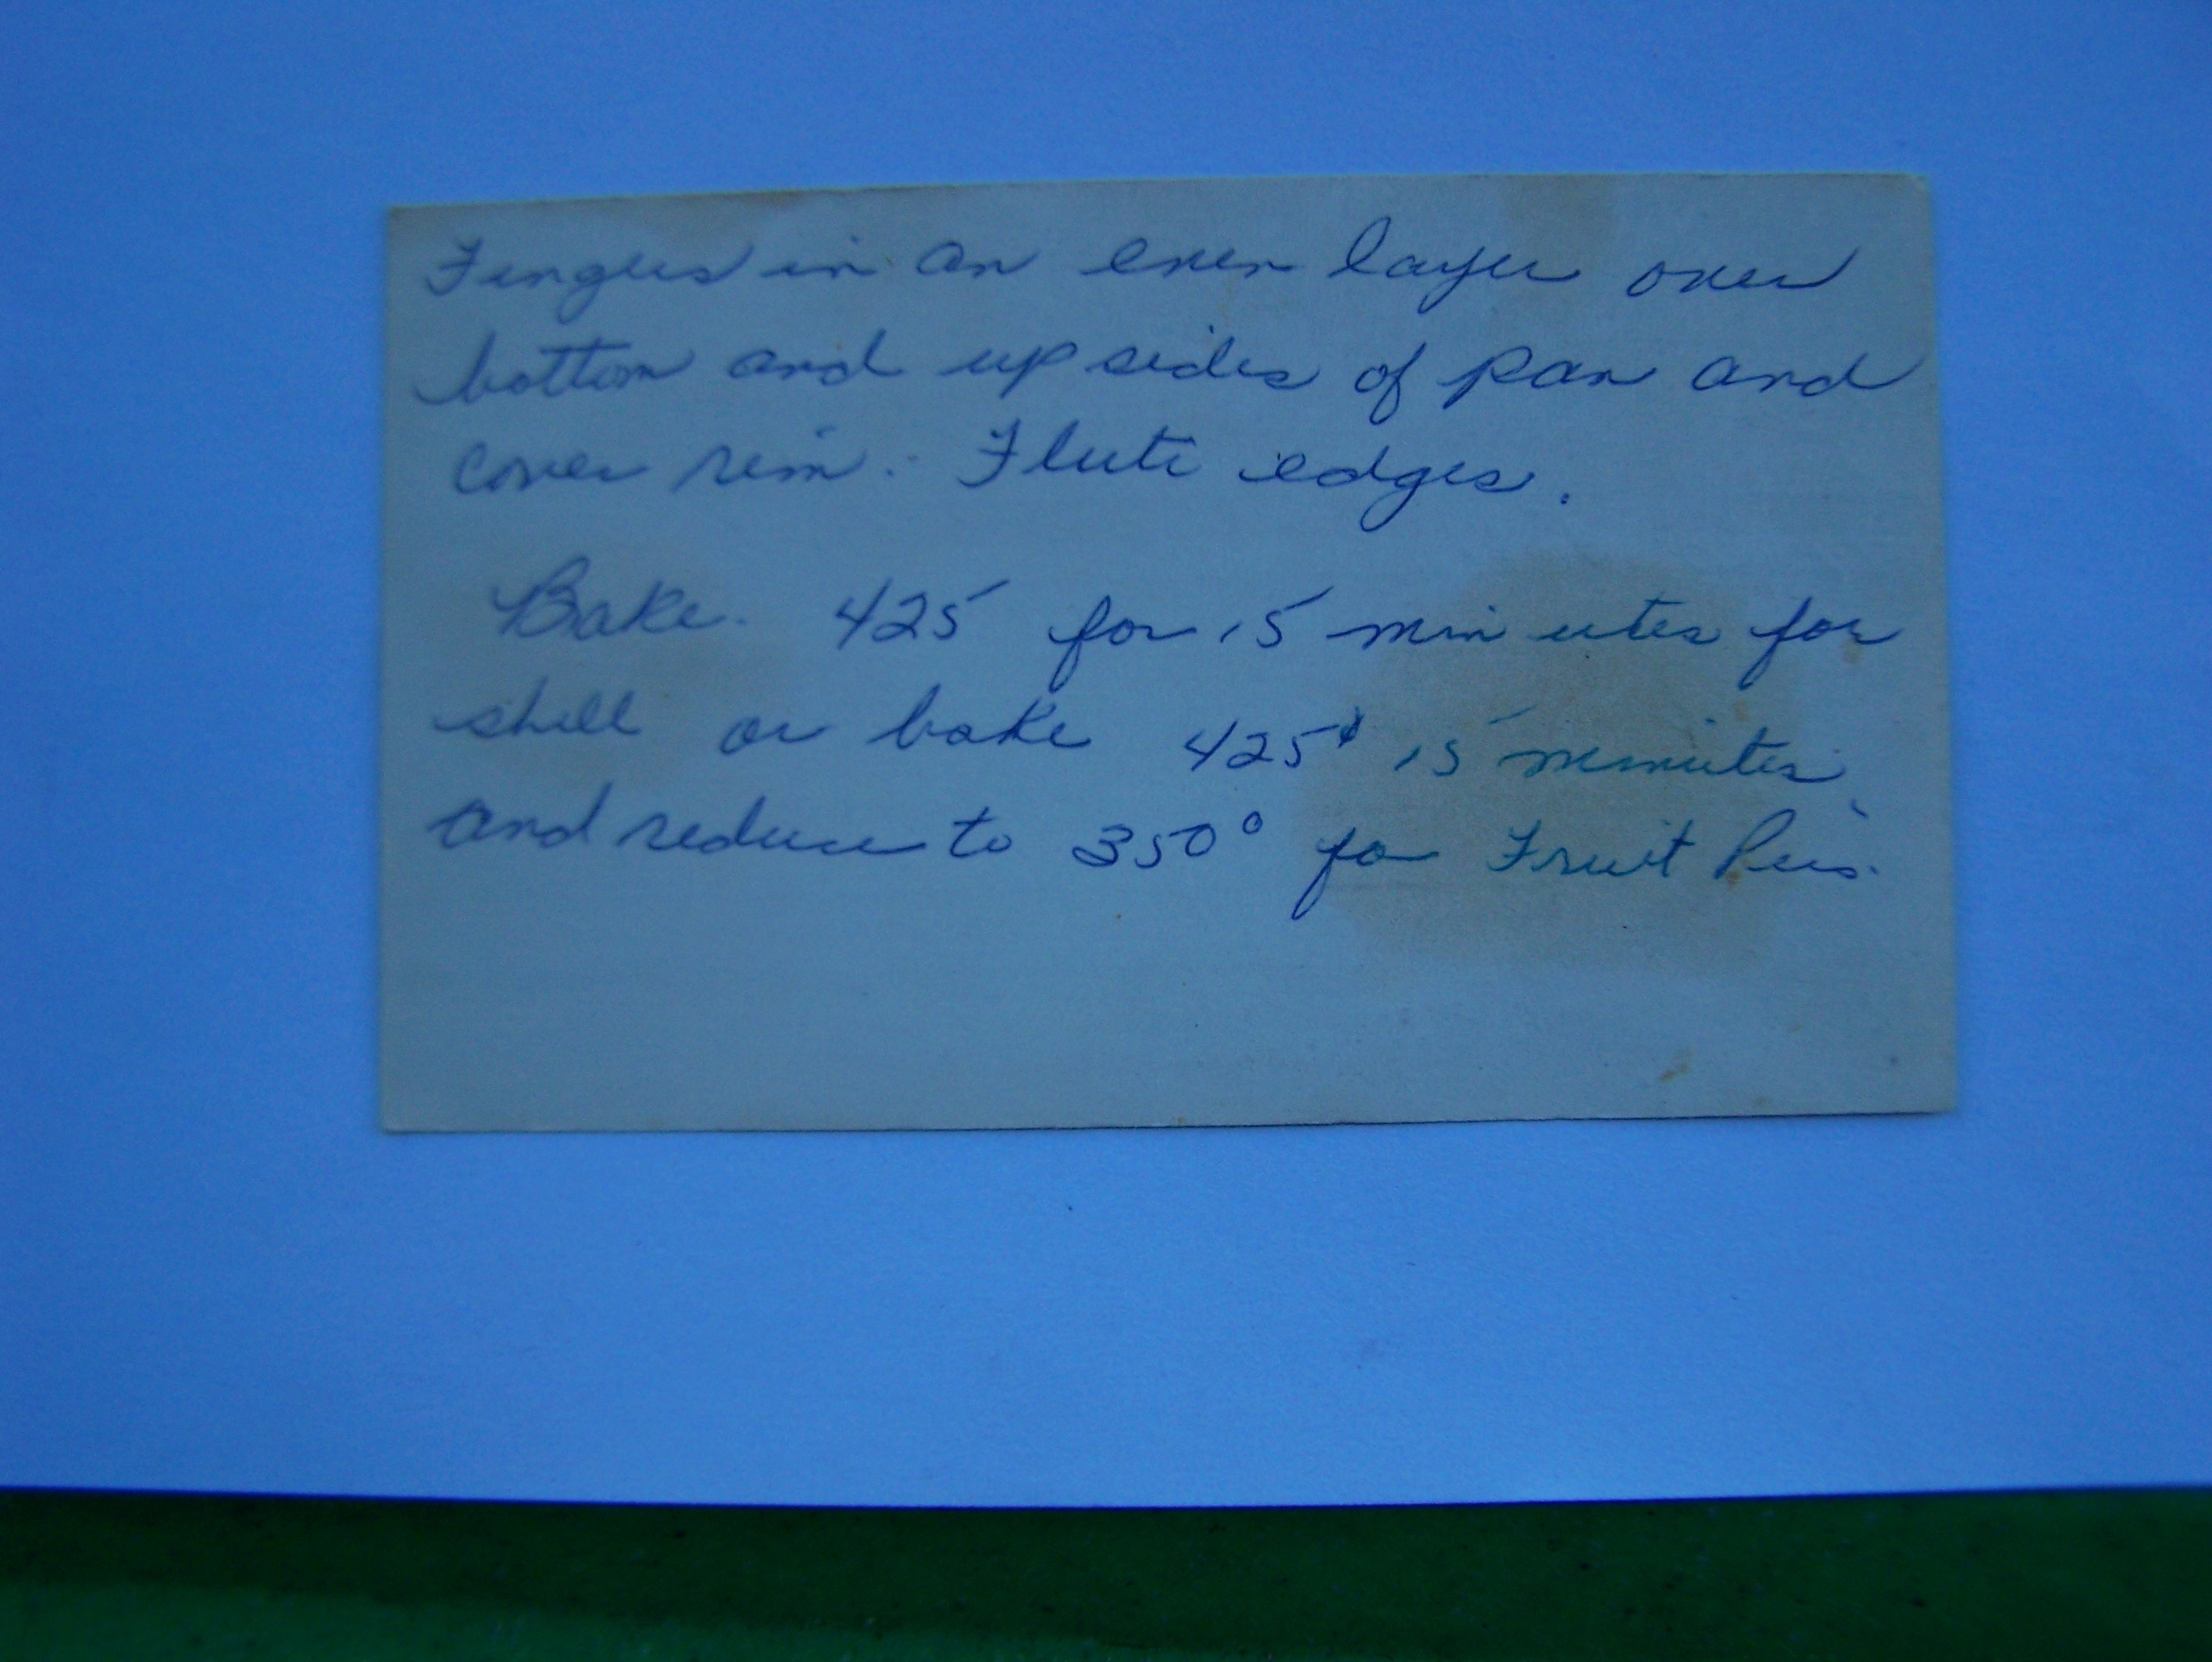 Fingers in an even layer over
bottom and up sides of pan and
cover rim. Flute edges.
Bake. 425 for 15 minutes for
shell or bake 425° 15 minutes
and reduce to 350° for Fruit Pies.